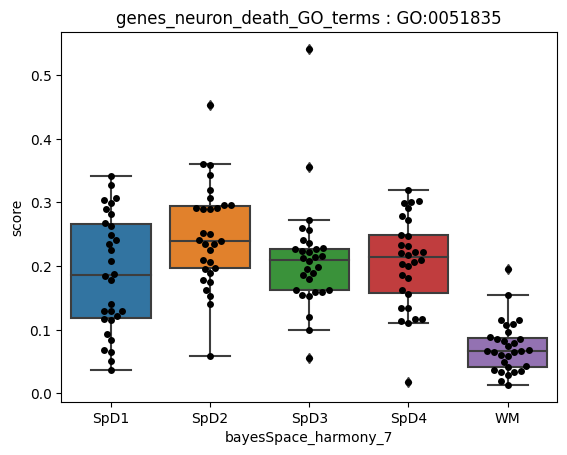 genes_neuron_death_GO_terms : GO:0051835
score
0.5
0.4
0.3
0.2
0.1
0.0
SpD1 SpD2 SpD3 SpD4 WM
bayesSpace_harmony_7